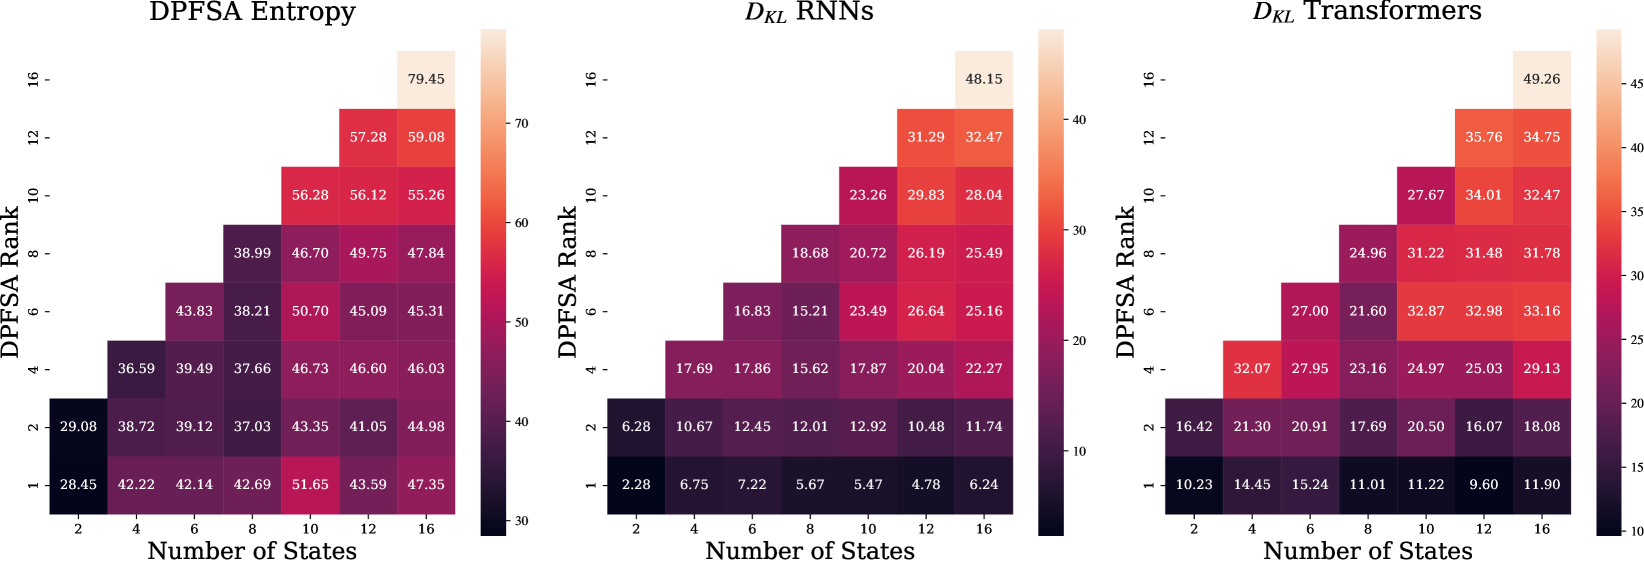 DPFSA Entropy
DPFSA Rank
16
79.45
12
57.28 59.08
10
56.28 56.12 55.26
8
38.99 46.70 49.75 47.84
6
43.83 38.21 50.70 45.09 45.31
4
36.59 39.49 37.66 46.73 46.60 46.03
2
29.08 38.72 39.12 37.03 43.35 41.05 44.98
1
28.45 42.22 42.14 42.69 51.65 43.59 47.35
2 4 6 8 10 12 16
Number of States
70
60
50
40
30
D_KL RNNs
DPFSA Rank
16
48.15
12
31.29 32.47
10
23.26 29.83 28.04
8
18.68 20.72 26.19 25.49
6
16.83 15.21 23.49 26.64 25.16
4
17.69 17.86 15.62 17.87 20.04 22.27
2
6.28 10.67 12.45 12.01 12.92 10.48 11.74
1
2.28 6.75 7.22 5.67 5.47 4.78 6.24
2 4 6 8 10 12 16
Number of States
40
30
20
10
D_KL Transformers
DPFSA Rank
16
49.26
12
35.76 34.75
10
27.67 34.01 32.47
8
24.96 31.22 31.48 31.78
6
27.00 21.60 32.87 32.98 33.16
4
32.07 27.95 23.16 24.97 25.03 29.13
2
16.42 21.30 20.91 17.69 20.50 16.07 18.08
1
10.23 14.45 15.24 11.01 11.22 9.60 11.90
2 4 6 8 10 12 16
Number of States
45
40
35
30
25
20
15
10